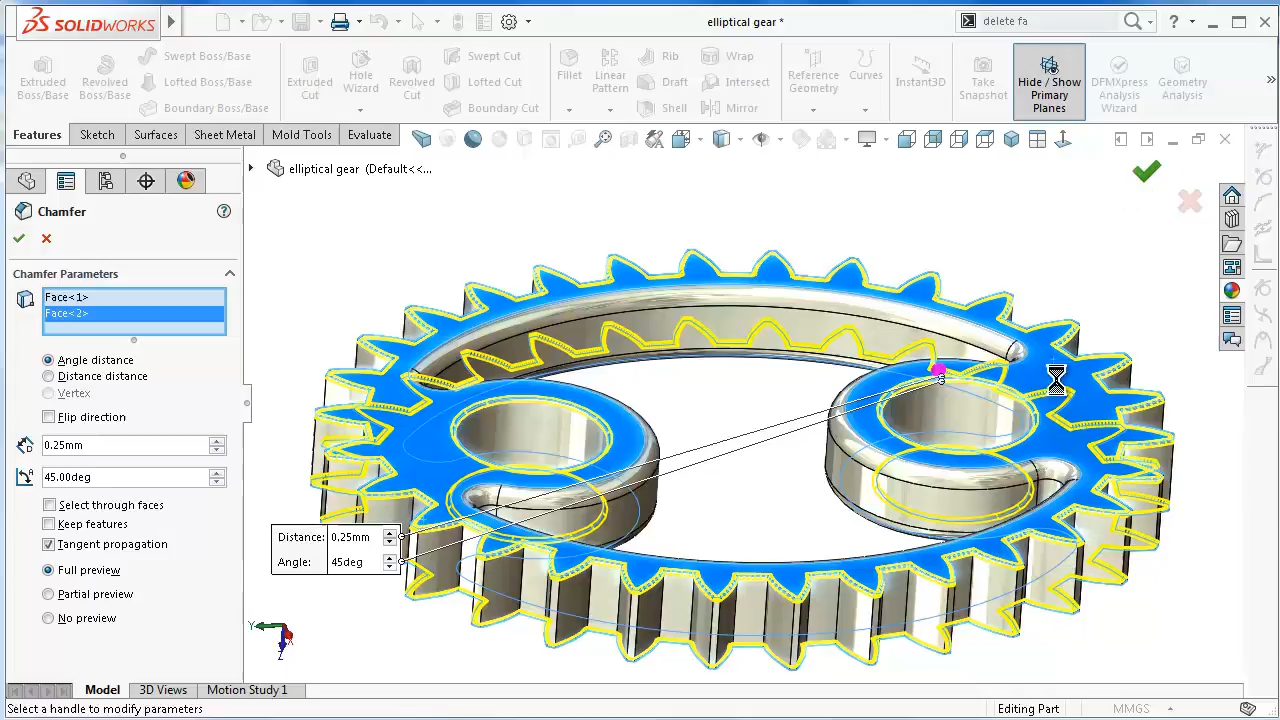 SOLIDWORKS
elliptical gear *
delete fa
Extruded Boss/Base
Revolved Boss/Base
Swept Boss/Base
Lofted Boss/Base
Boundary Boss/Base
Extruded Cut
Hole Wizard
Revolved Cut
Swept Cut
Lofted Cut
Boundary Cut
Fillet
Linear Pattern
Rib
Draft
Shell
Wrap
Intersect
Mirror
Reference Geometry
Curves
Instant3D
Take Snapshot
Hide / Show Primary Planes
DFMXpress Analysis Wizard
Geometry Analysis
Features
Sketch
Surfaces
Sheet Metal
Mold Tools
Evaluate
elliptical gear (Default<<...
Chamfer
Chamfer Parameters
Face<1>
Face<2>
Angle distance
Distance distance
Vertex
Flip direction
0.25mm
45.00deg
Select through faces
Keep features
Tangent propagation
Full preview
Partial preview
No preview
Distance: 0.25mm
Angle: 45deg
Y
X
Z
Model
3D Views
Motion Study 1
Select a handle to modify parameters
Editing Part
MMGS